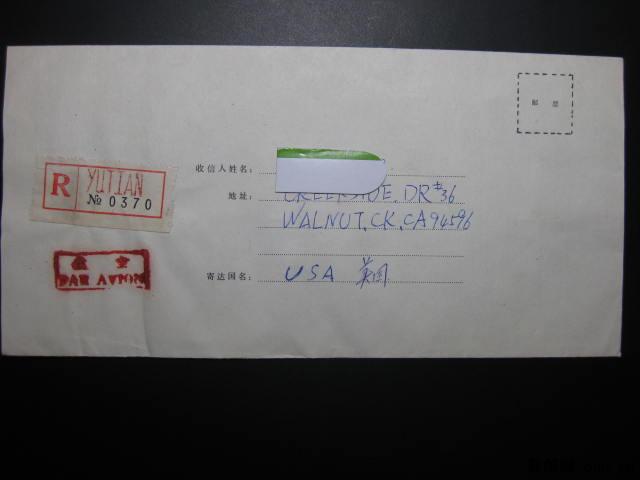 邮 票
收信人姓名：
R YUTIAN
№ 0370
地址： CREEKSIDE. DR #36
WALNUT. CK. CA 94596
航 空
PAR AVION
寄达国名： USA 美国